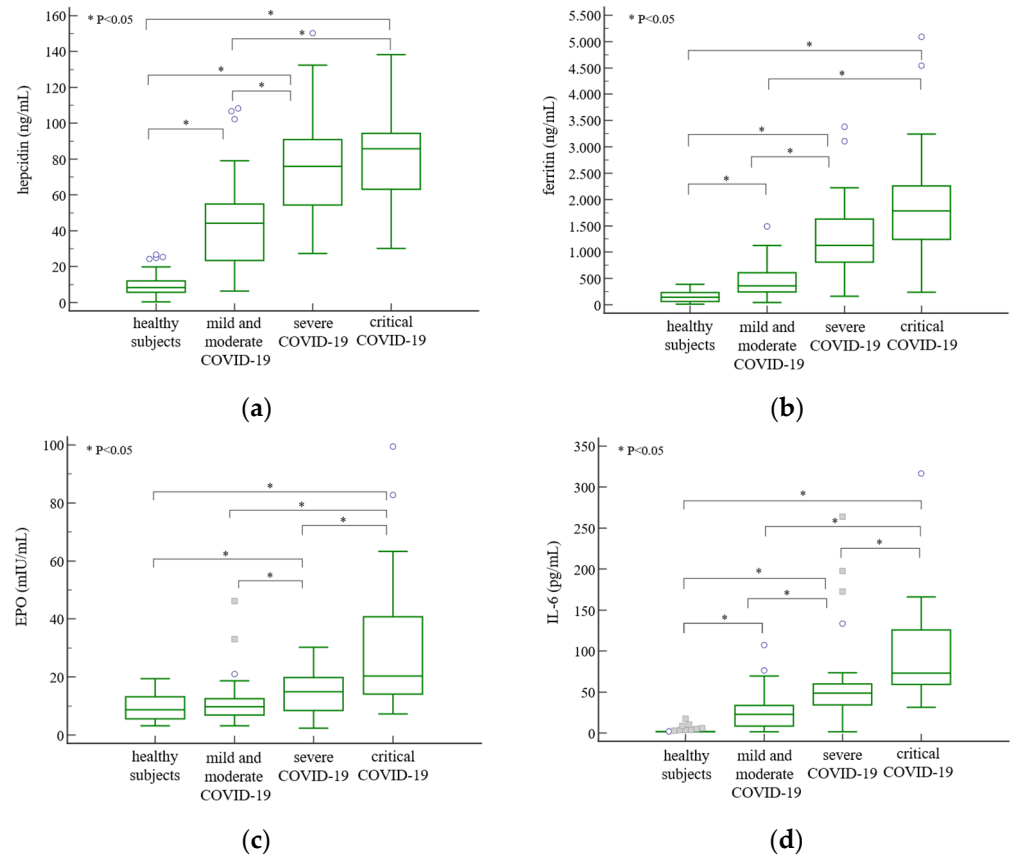 * P<0.05
160
140
120
100
80
60
40
20
0
hepcidin (ng/mL)
*
*
*
*
*
healthy subjects
mild and moderate COVID-19
severe COVID-19
critical COVID-19
(a)
* P<0.05
5.500
5.000
4.500
4.000
3.500
3.000
2.500
2.000
1.500
1.000
500
0
ferritin (ng/mL)
*
*
*
*
*
healthy subjects
mild and moderate COVID-19
severe COVID-19
critical COVID-19
(b)
* P<0.05
100
80
60
40
20
0
EPO (mIU/mL)
*
*
*
*
*
healthy subjects
mild and moderate COVID-19
severe COVID-19
critical COVID-19
(c)
* P<0.05
350
300
250
200
150
100
50
0
IL-6 (pg/mL)
*
*
*
*
*
*
healthy subjects
mild and moderate COVID-19
severe COVID-19
critical COVID-19
(d)